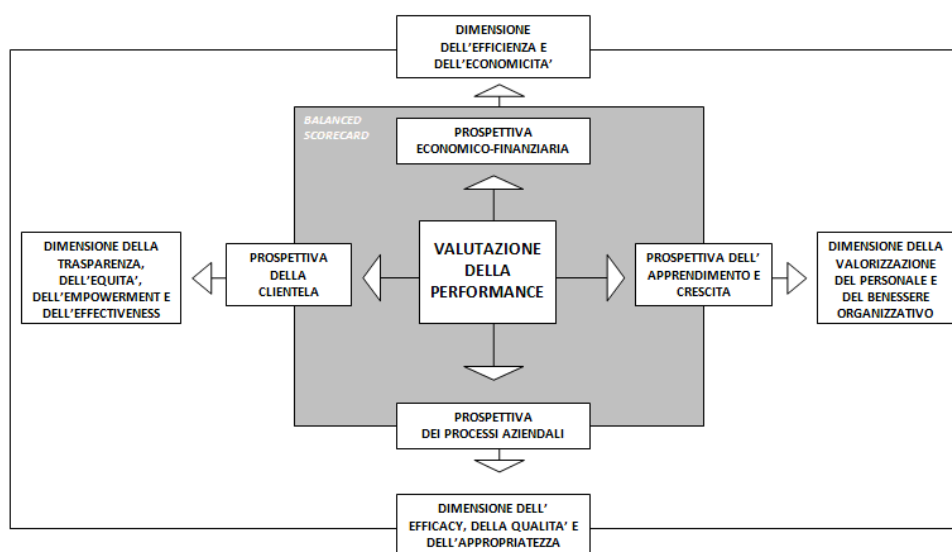 DIMENSIONE
DELL'EFFICIENZA E
DELL'ECONOMICITA'
BALANCED
SCORECARD
PROSPETTIVA
ECONOMICO-FINANZIARIA
DIMENSIONE DELLA
TRASPARENZA,
DELL'EQUITA',
DELL'EMPOWERMENT E
DELL'EFFECTIVENESS
PROSPETTIVA
DELLA
CLIENTELA
VALUTAZIONE
DELLA
PERFORMANCE
PROSPETTIVA DELL'
APPRENDIMENTO E
CRESCITA
DIMENSIONE DELLA
VALORIZZAZIONE
DEL PERSONALE E
DEL BENESSERE
ORGANIZZATIVO
PROSPETTIVA
DEI PROCESSI AZIENDALI
DIMENSIONE DELL'
EFFICACY, DELLA QUALITA' E
DELL'APPROPRIATEZZA